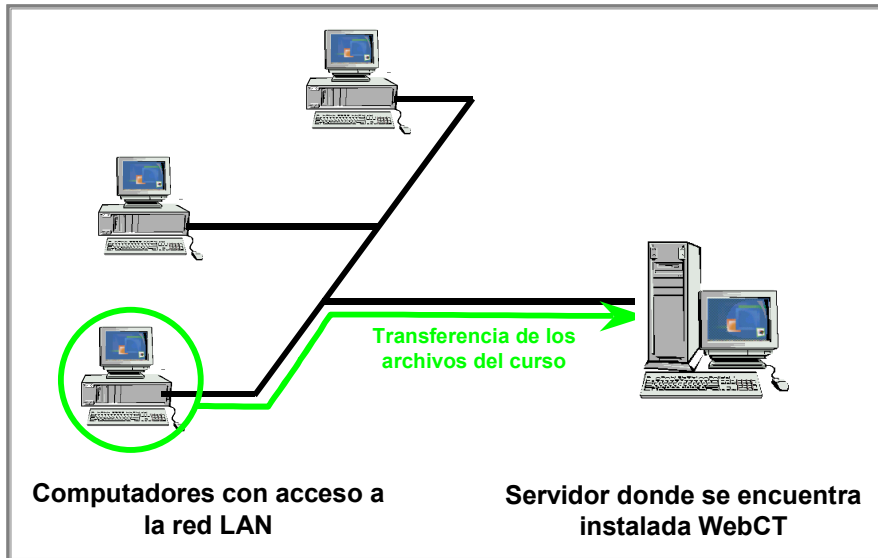 Transferencia de los
archivos del curso
Computadores con acceso a
la red LAN
Servidor donde se encuentra
instalada WebCT